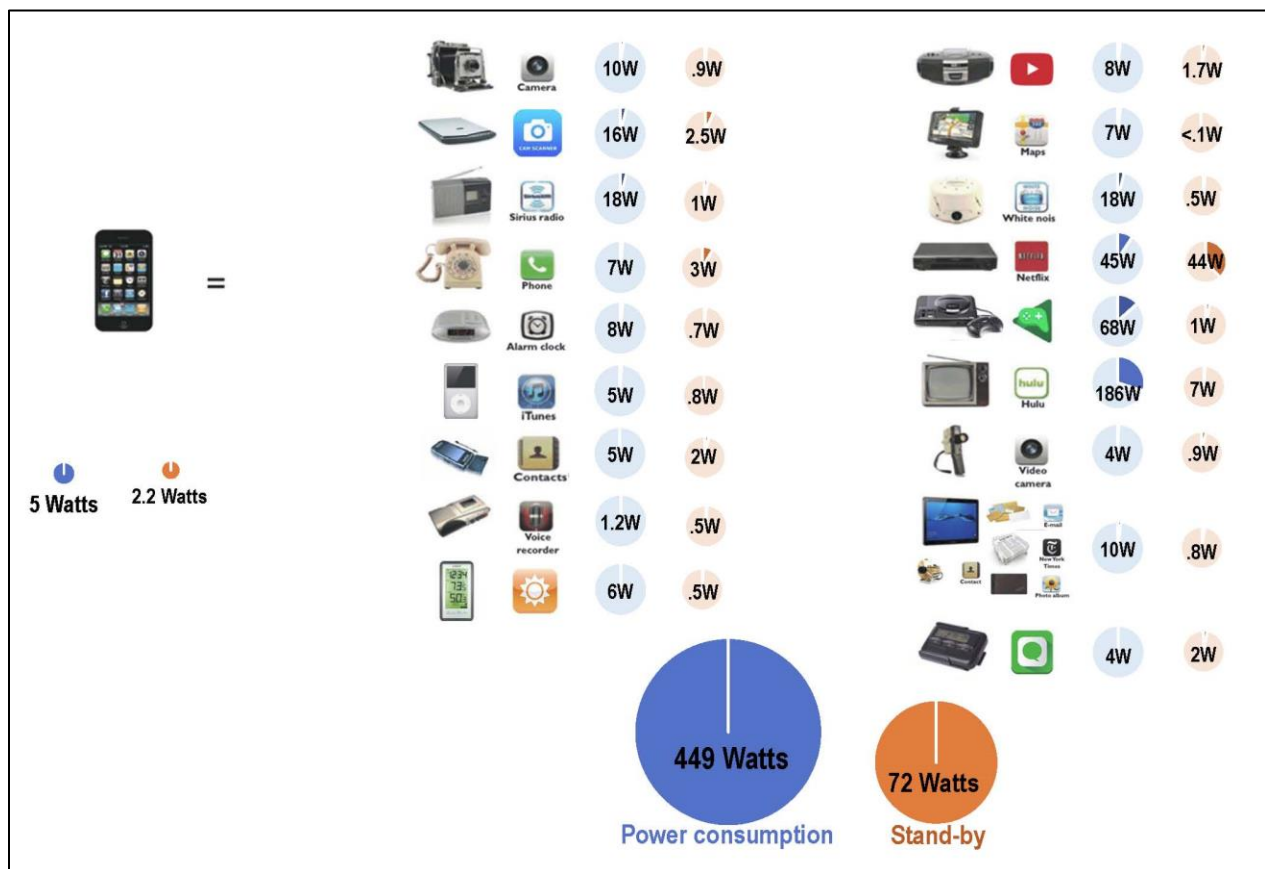 10W
.9W
Camera
CAM SCANNER
16W
2.5W
Sirius radio
18W
1W
=
Phone
7W
3W
Alarm clock
8W
.7W
iTunes
5W
.8W
Contacts
5W
2W
Voice
recorder
1.2W
.5W
6W
.5W
5 Watts
2.2 Watts
8W
1.7W
Maps
7W
<.1W
White nois
18W
.5W
NETFLIX
Netflix
45W
44W
68W
1W
hulu
Hulu
186W
7W
Video
camera
4W
.9W
E-mail
New York
Times
Contact
Photo album
10W
.8W
4W
2W
449 Watts
Power consumption
72 Watts
Stand-by